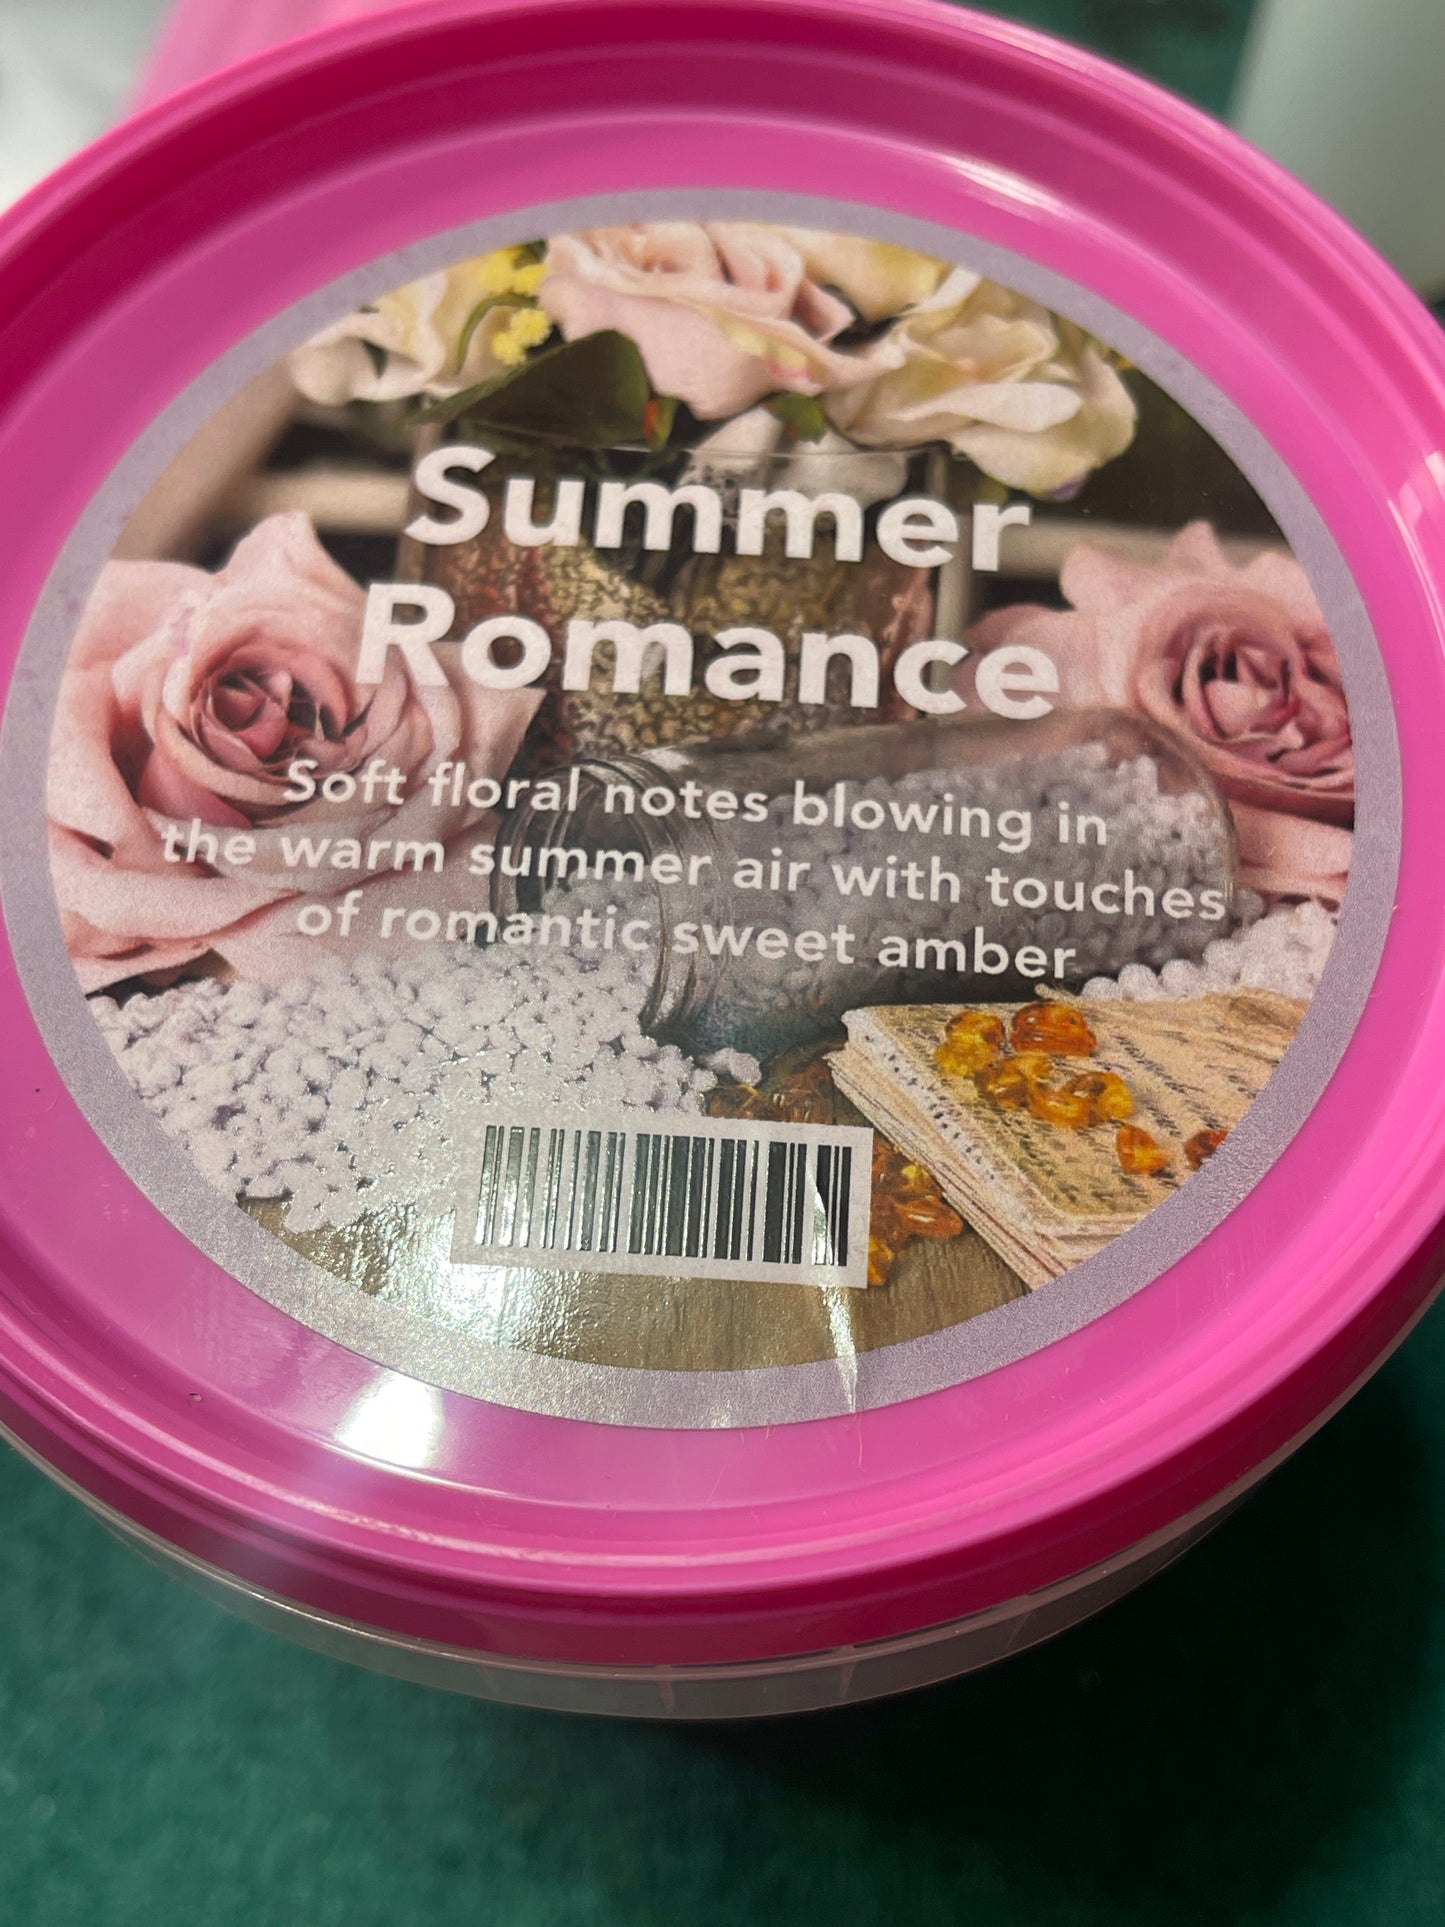 Summer
Romance
Soft floral notes blowing in
the warm summer air with touches
of romantic sweet amber